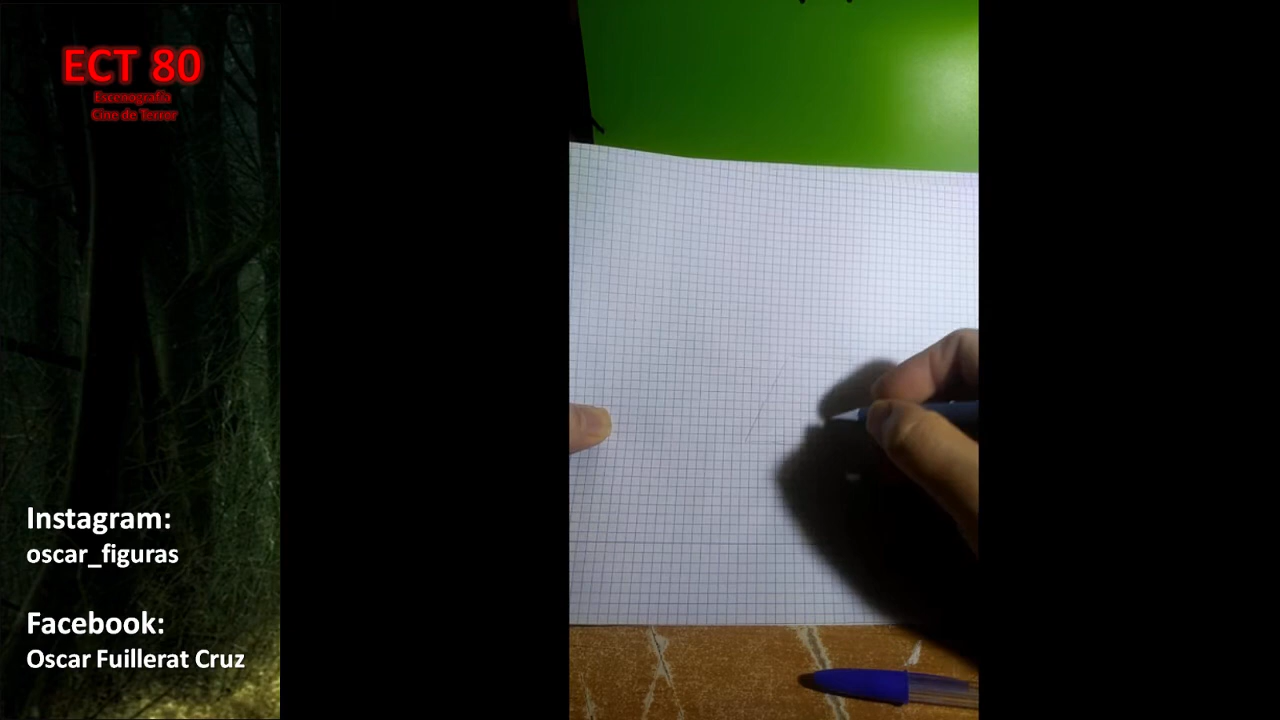 ECT 80
Escenografía
Cine de Terror
Instagram:
oscar_figuras
Facebook:
Oscar Fuillerat Cruz